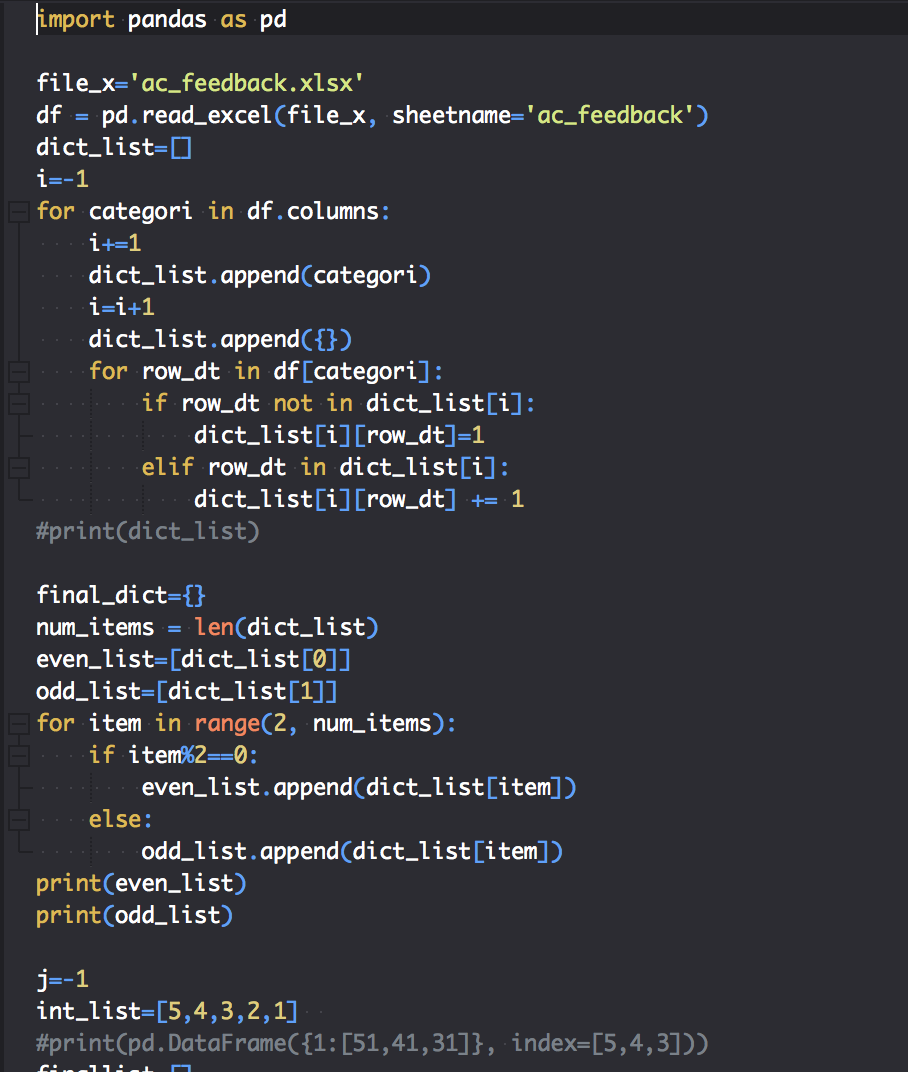 import pandas as pd

file_x='ac_feedback.xlsx'
df = pd.read_excel(file_x, sheetname='ac_feedback')
dict_list=[]
i=-1
for categori in df.columns:
    i+=1
    dict_list.append(categori)
    i=i+1
    dict_list.append({})
    for row_dt in df[categori]:
        if row_dt not in dict_list[i]:
            dict_list[i][row_dt]=1
        elif row_dt in dict_list[i]:
            dict_list[i][row_dt] += 1
#print(dict_list)

final_dict={}
num_items = len(dict_list)
even_list=[dict_list[0]]
odd_list=[dict_list[1]]
for item in range(2, num_items):
    if item%2==0:
        even_list.append(dict_list[item])
    else:
        odd_list.append(dict_list[item])
print(even_list)
print(odd_list)

j=-1
int_list=[5,4,3,2,1]
#print(pd.DataFrame({1:[51,41,31]}, index=[5,4,3]))